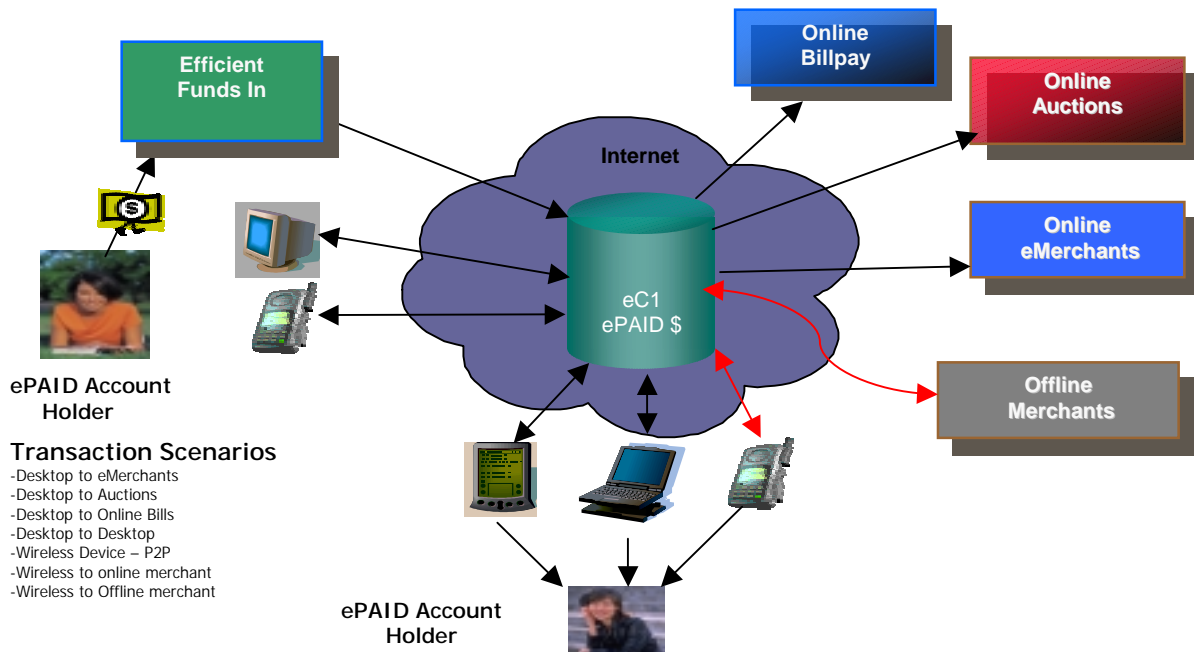 Efficient
Funds In
Online
Billpay
Online
Auctions
Internet
Online
eMerchants
$
eC1
ePAID $
Offline
Merchants
ePAID Account
Holder
Transaction Scenarios
-Desktop to eMerchants
-Desktop to Auctions
-Desktop to Online Bills
-Desktop to Desktop
-Wireless Device – P2P
-Wireless to online merchant
-Wireless to Offline merchant
ePAID Account
Holder